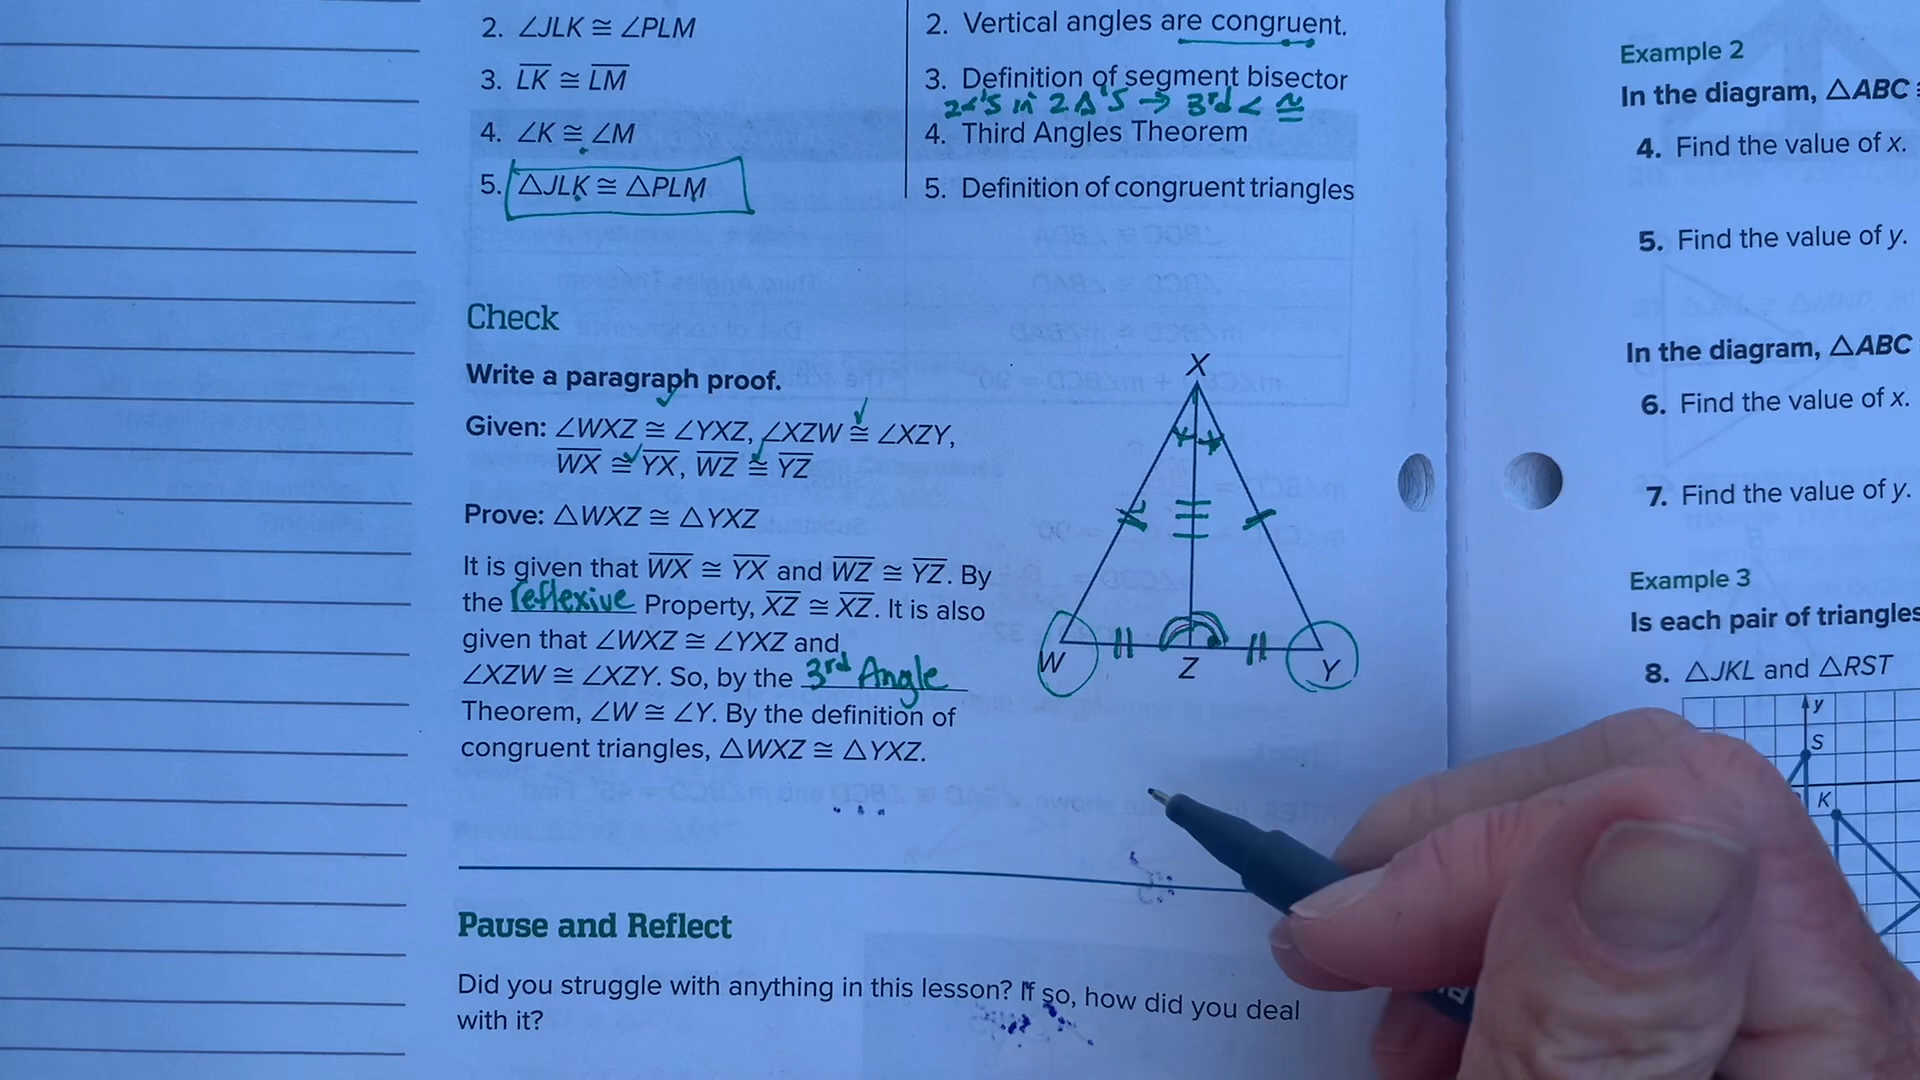 2. ∠JLK ≅ ∠PLM
2. Vertical angles are congruent.
3. LK ≅ LM
3. Definition of segment bisector
2 ∠'S in 2 Δ'S → 3rd < ≅
4. ∠K ≅ ∠M
4. Third Angles Theorem
5. △JLK ≅ △PLM
5. Definition of congruent triangles
Check
Write a paragraph proof.
Given: ∠WXZ ≅ ∠YXZ, ∠XZW ≅ ∠XZY,
WX ≅ YX, WZ ≅ YZ
Prove: △WXZ ≅ △YXZ
It is given that WX ≅ YX and WZ ≅ YZ. By
the reflexive Property, XZ ≅ XZ. It is also
given that ∠WXZ ≅ ∠YXZ and
∠XZW ≅ ∠XZY. So, by the 3rd Angle
Theorem, ∠W ≅ ∠Y. By the definition of
congruent triangles, △WXZ ≅ △YXZ.
X
W
Z
Y
Pause and Reflect
Did you struggle with anything in this lesson? If so, how did you deal
with it?
Example 2
In the diagram, △ABC ≅
4. Find the value of x.
5. Find the value of y.
In the diagram, △ABC
6. Find the value of x.
7. Find the value of y.
Example 3
Is each pair of triangles
8. △JKL and △RST
y
S
K